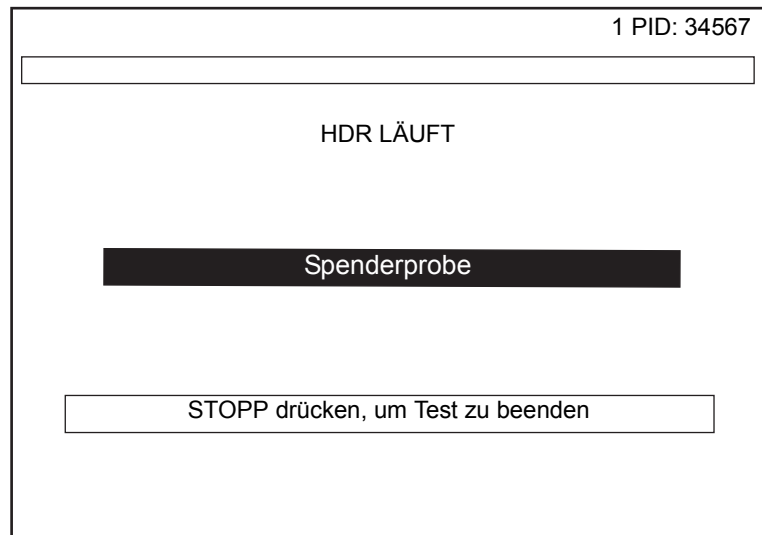 1 PID: 34567
HDR LÄUFT
Spenderprobe
STOPP drücken, um Test zu beenden